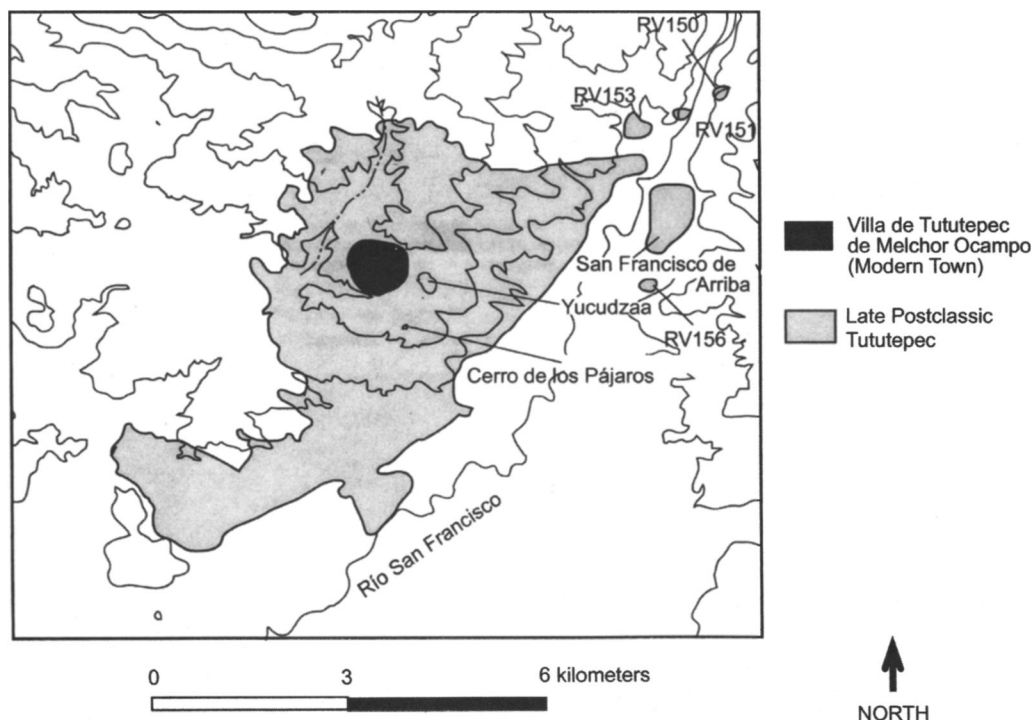 RV150
RV153
RV151
San Francisco de
Arriba
Yucudzaa
RV156
Cerro de los Pájaros
Río San Francisco
Villa de Tututepec
de Melchor Ocampo
(Modern Town)
Late Postclassic
Tututepec
0 3 6 kilometers
NORTH